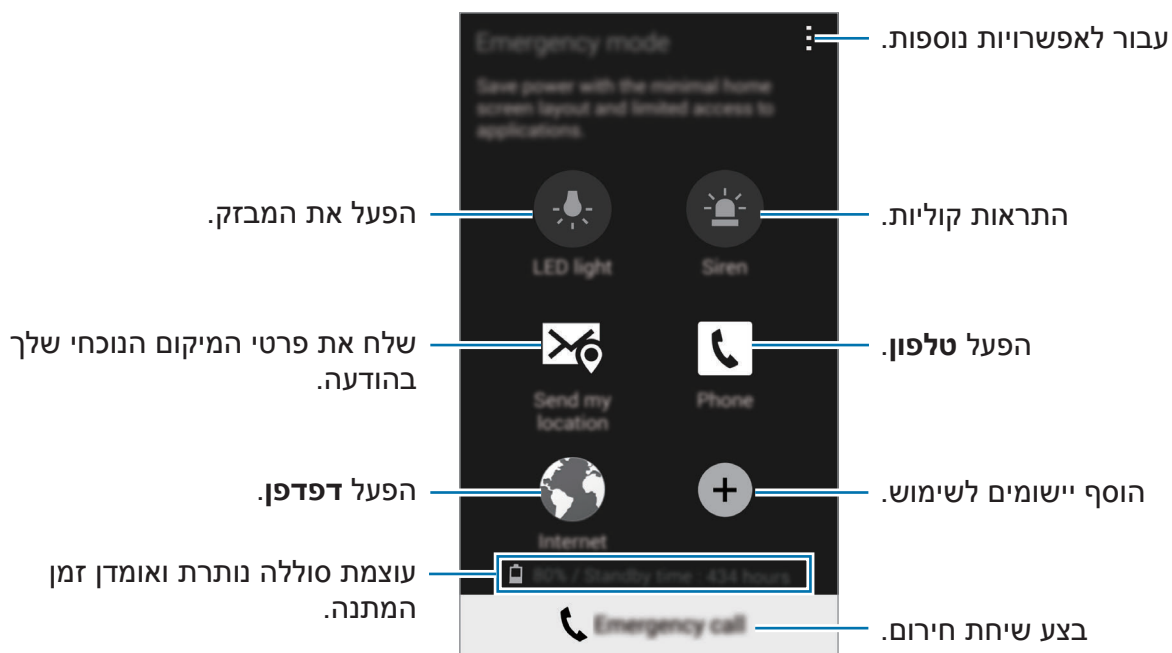 עבור לאפשרויות נוספות.
Emergency mode
Save power with the minimal home
screen layout and limited access to
applications.
הפעל את המבזק.
התראות קוליות.
LED light
Siren
שלח את פרטי המיקום הנוכחי שלך
בהודעה.
הפעל טלפון.
Send my
location
Phone
הפעל דפדפן.
הוסף יישומים לשימוש.
Internet
עוצמת סוללה נותרת ואומדן זמן
המתנה.
80% / Standby time : 434 hours
Emergency call
בצע שיחת חירום.